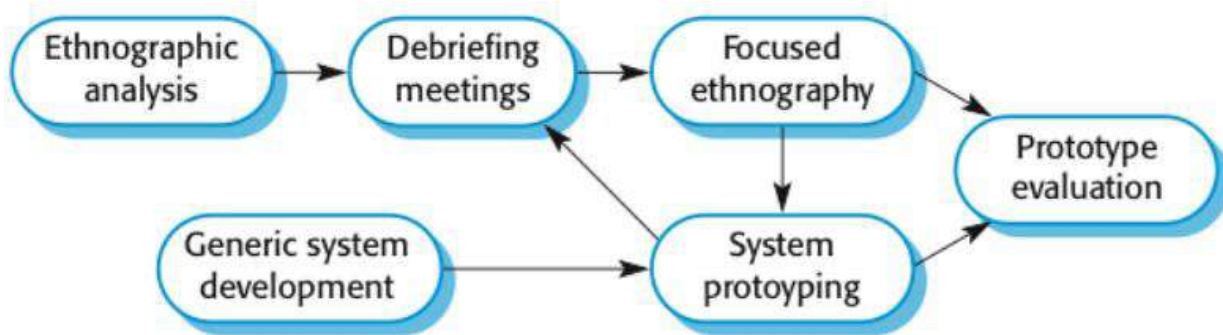 Ethnographic
analysis
Debriefing
meetings
Focused
ethnography
Prototype
evaluation
Generic system
development
System
protoyping